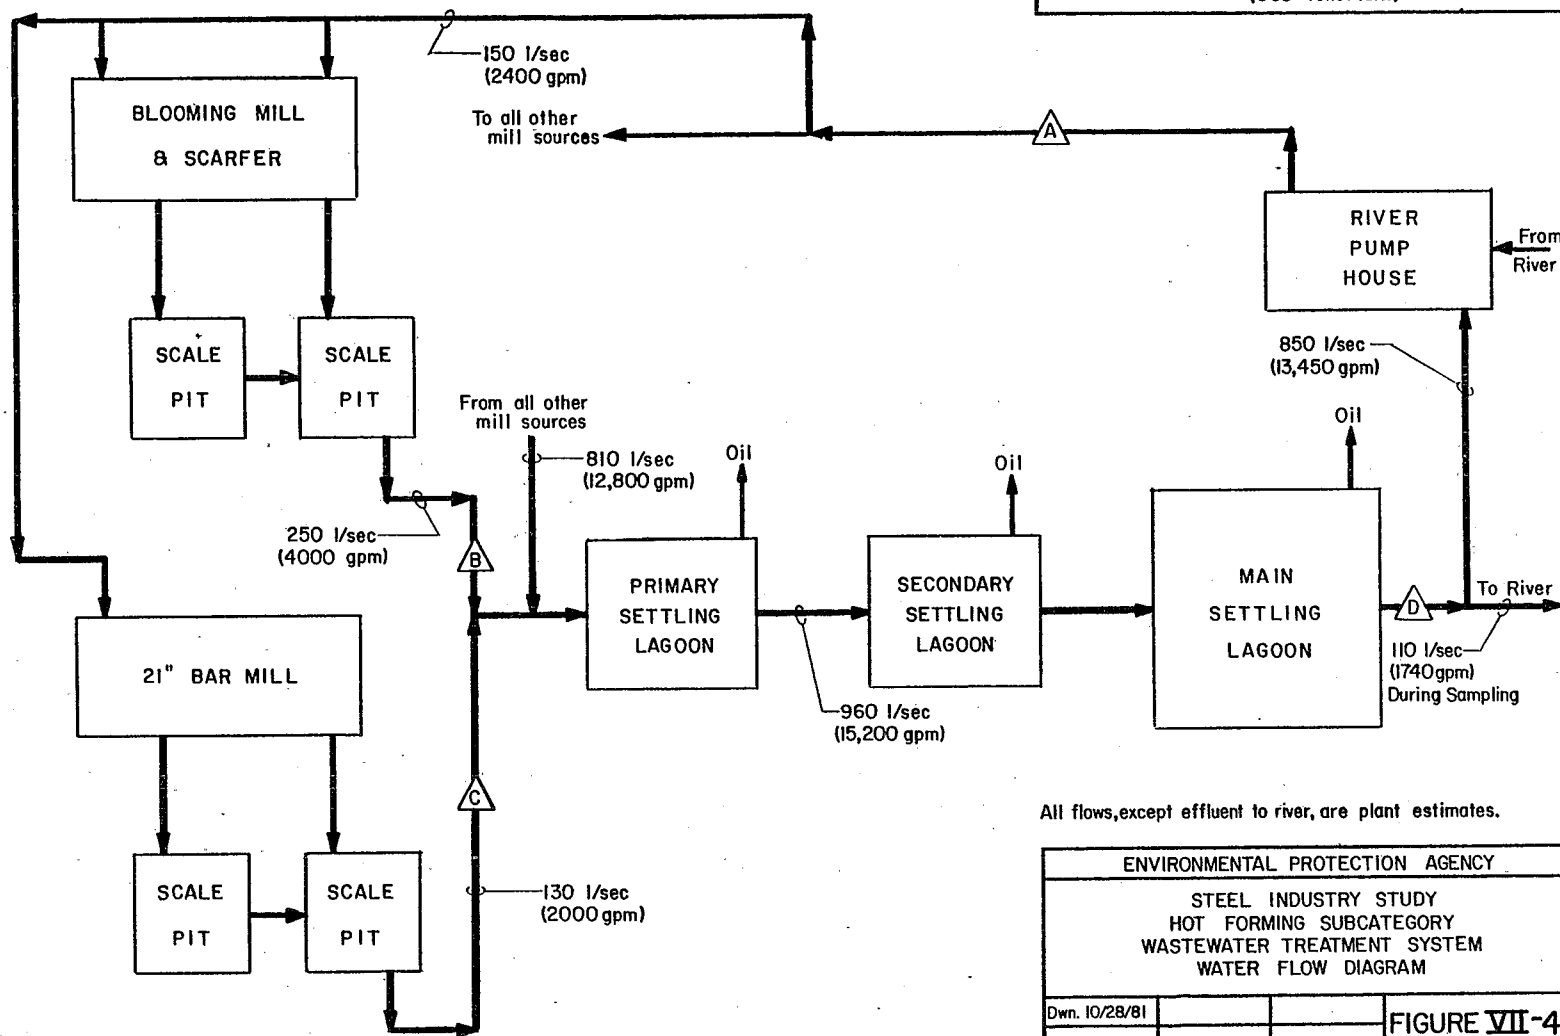 150 l/sec
(2400 gpm)
To all other
mill sources
A
BLOOMING MILL
& SCARFER
RIVER
PUMP
HOUSE
From
River
SCALE
PIT
SCALE
PIT
850 l/sec
(13,450 gpm)
From all other
mill sources
810 l/sec
(12,800 gpm)
Oil
Oil
Oil
250 l/sec
(4000 gpm)
B
PRIMARY
SETTLING
LAGOON
SECONDARY
SETTLING
LAGOON
MAIN
SETTLING
LAGOON
D
To River
110 l/sec
(1740gpm)
During Sampling
960 l/sec
(15,200 gpm)
21" BAR MILL
C
SCALE
PIT
SCALE
PIT
130 l/sec
(2000gpm)
All flows,except effluent to river, are plant estimates.
ENVIRONMENTAL PROTECTION AGENCY
STEEL INDUSTRY STUDY
HOT FORMING SUBCATEGORY
WASTEWATER TREATMENT SYSTEM
WATER FLOW DIAGRAM
Dwn. 10/28/81
FIGURE VII-4